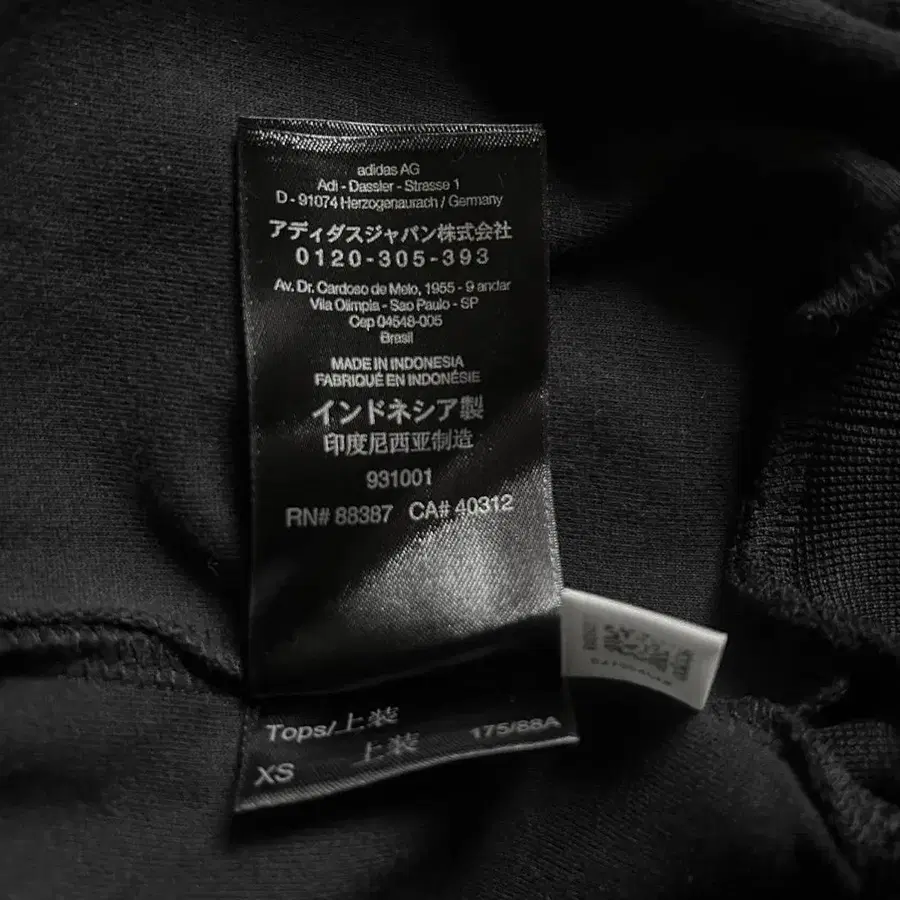 adidas AG
Adi - Dassler - Strasse 1
D - 91074 Herzogenaurach / Germany
アディダスジャパン株式会社
0120-305-393
Av. Dr. Cardoso de Melo, 1955 - 9 andar
Vila Olimpia - Sao Paulo - SP
Cep 04548-005
Brasil
MADE IN INDONESIA
FABRIQUÉ EN INDONÉSIE
インドネシア製
印度尼西亚制造
931001
RN# 88387 CA# 40312
Tops/上装
上装 175/88A
XS